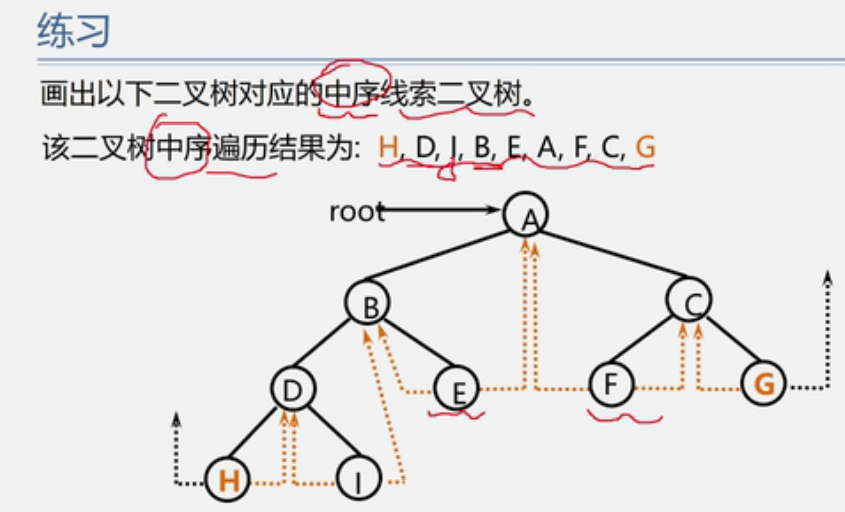 练习
画出以下二叉树对应的中序线索二叉树。
该二叉树中序遍历结果为: H, D, I, B, E, A, F, C, G
root
A
B
C
D
E
F
G
H
I